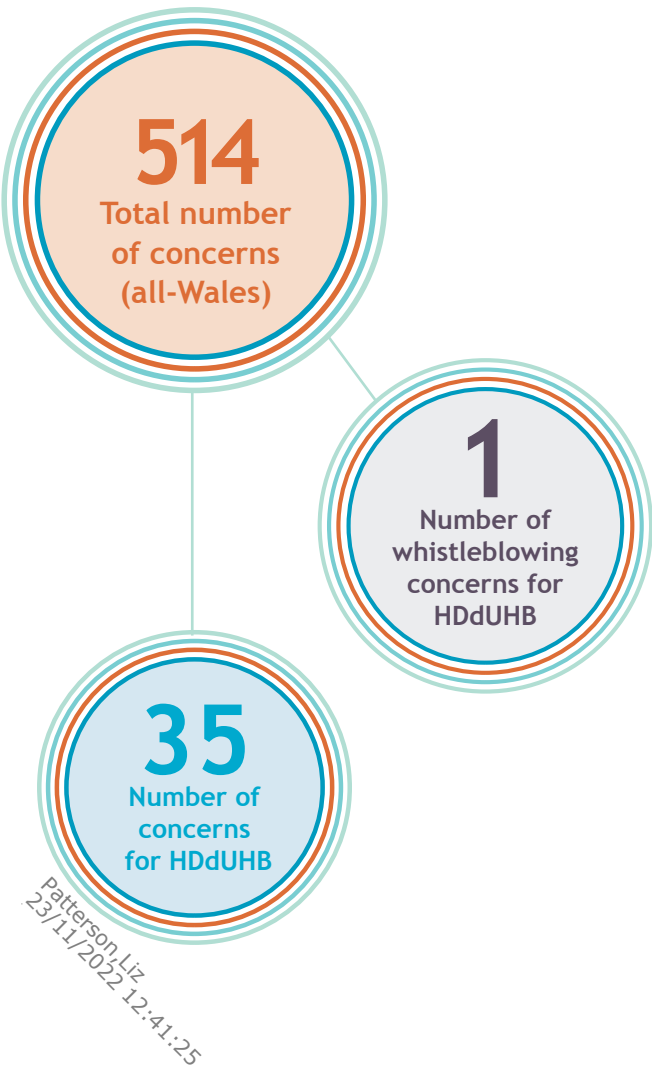 514
Total number
of concerns
(all-Wales)
1
Number of
whistleblowing
concerns for
HDdUHB
35
Number of
concerns
for HDdUHB
Patterson,Liz
23/11/2022 12:41:25